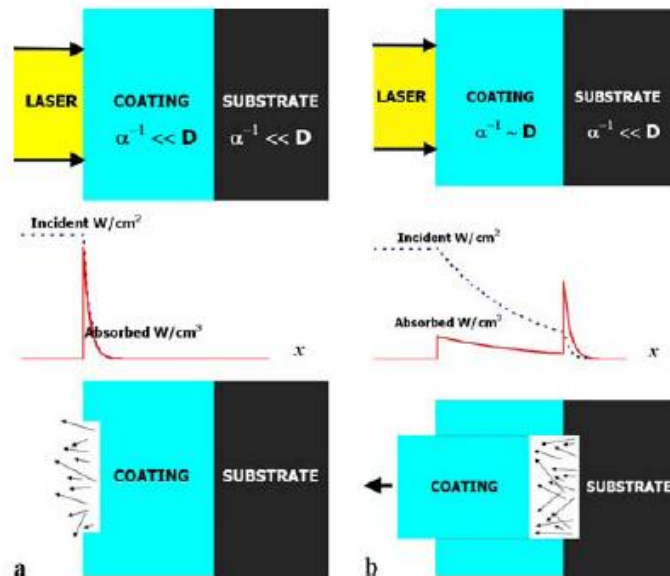 LASER
COATING
α⁻¹ << D
SUBSTRATE
α⁻¹ << D
Incident W/cm²
Absorbed W/cm³
x
COATING
SUBSTRATE
a
LASER
COATING
α⁻¹ ~ D
SUBSTRATE
α⁻¹ << D
Incident W/cm²
Absorbed W/cm³
x
COATING
SUBSTRATE
b